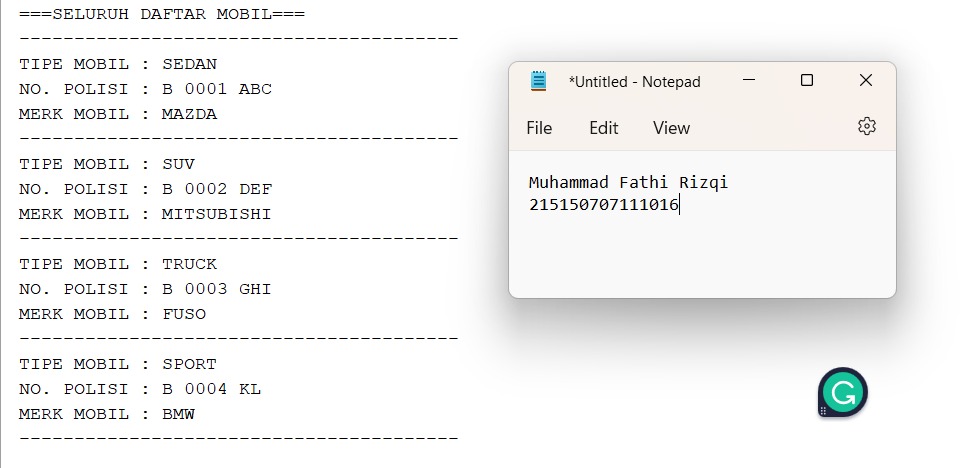 ===SELURUH DAFTAR MOBIL===
----------------------------------------
TIPE MOBIL : SEDAN
NO. POLISI : B 0001 ABC
MERK MOBIL : MAZDA
----------------------------------------
TIPE MOBIL : SUV
NO. POLISI : B 0002 DEF
MERK MOBIL : MITSUBISHI
----------------------------------------
TIPE MOBIL : TRUCK
NO. POLISI : B 0003 GHI
MERK MOBIL : FUSO
----------------------------------------
TIPE MOBIL : SPORT
NO. POLISI : B 0004 KL
MERK MOBIL : BMW
----------------------------------------
*Untitled - Notepad
File Edit View
Muhammad Fathi Rizqi
215150707111016